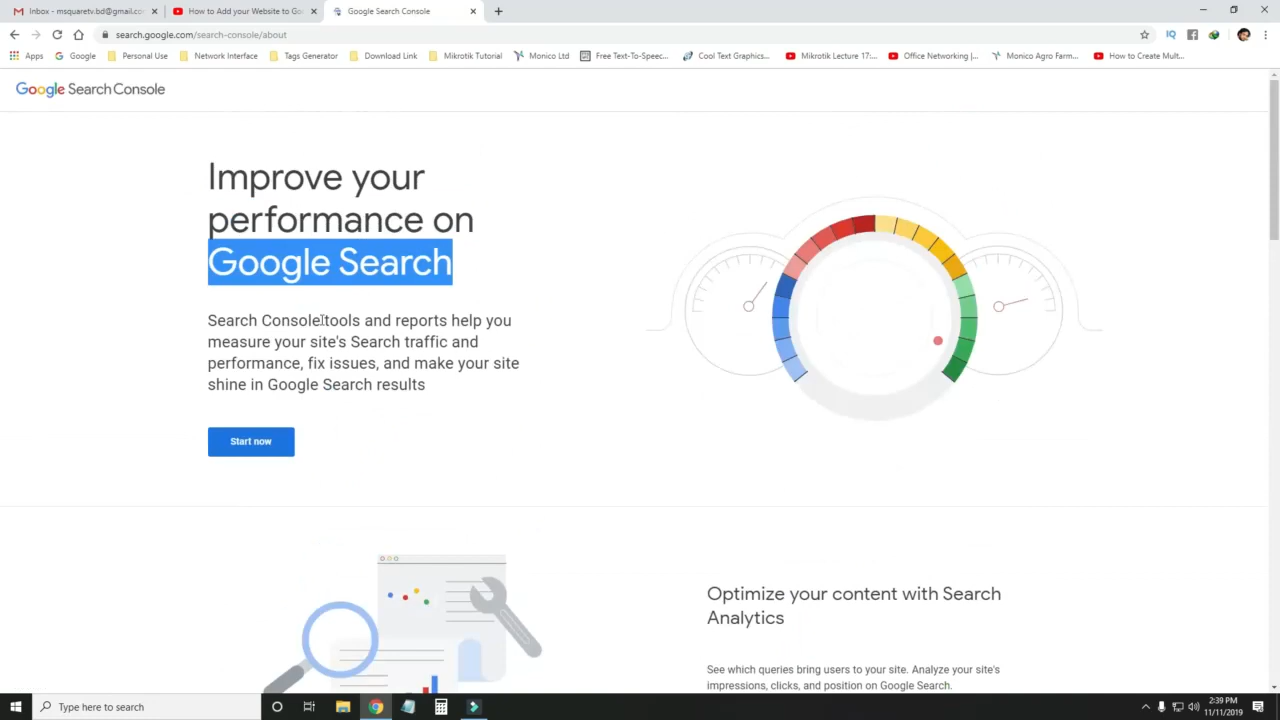 Inbox - msquaretv.bd@gmail.co
How to Add your Website to Go
Google Search Console
search.google.com/search-console/about
Apps
Google
Personal Use
Network Interface
Tags Generator
Download Link
Mikrotik Tutorial
Monico Ltd
Free Text-To-Speec...
Cool Text Graphics...
Mikrotik Lecture 17:...
Office Networking |...
Monico Agro Farm...
How to Create Mult...
Google Search Console
Improve your
performance on
Google Search
Search Console tools and reports help you
measure your site's Search traffic and
performance, fix issues, and make your site
shine in Google Search results
Start now
Optimize your content with Search
Analytics
See which queries bring users to your site. Analyze your site's
impressions, clicks, and position on Google Search.
Type here to search
2:39 PM
11/11/2019